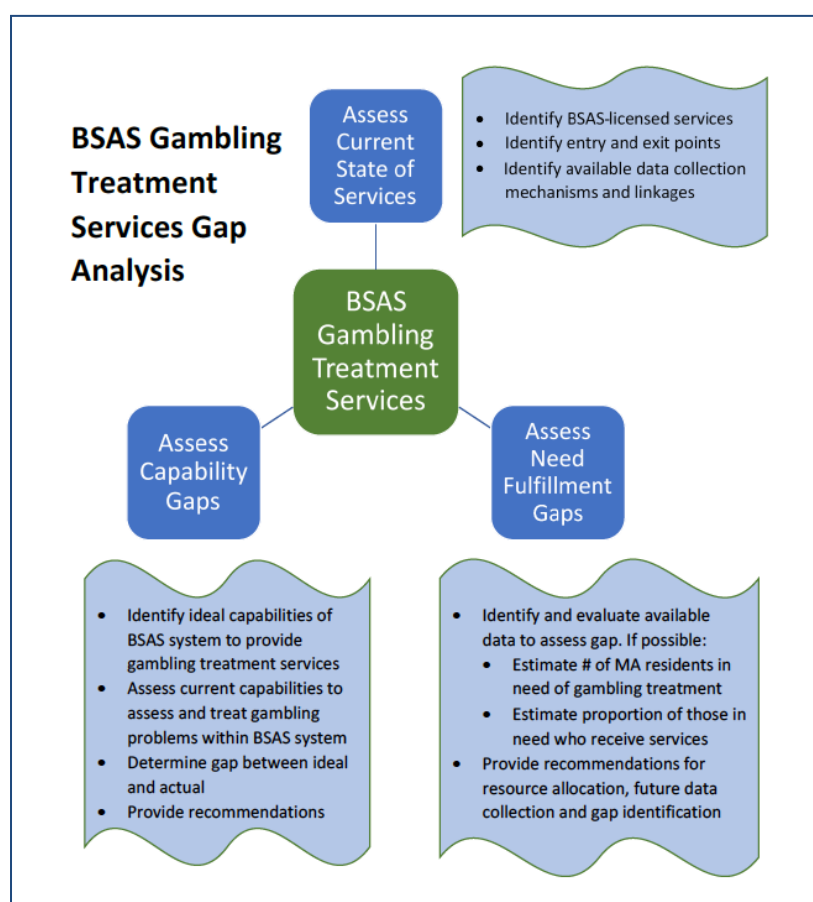 BSAS Gambling
Treatment
Services Gap
Analysis
Assess
Current
State of
Services
• Identify BSAS-licensed services
• Identify entry and exit points
• Identify available data collection
mechanisms and linkages
BSAS
Gambling
Treatment
Services
Assess
Capability
Gaps
Assess
Need
Fulfillment
Gaps
• Identify ideal capabilities of
BSAS system to provide
gambling treatment services
• Assess current capabilities to
assess and treat gambling
problems within BSAS system
• Determine gap between ideal
and actual
• Provide recommendations
• Identify and evaluate available
data to assess gap. If possible:
• Estimate # of MA residents in
need of gambling treatment
• Estimate proportion of those in
need who receive services
• Provide recommendations for
resource allocation, future data
collection and gap identification